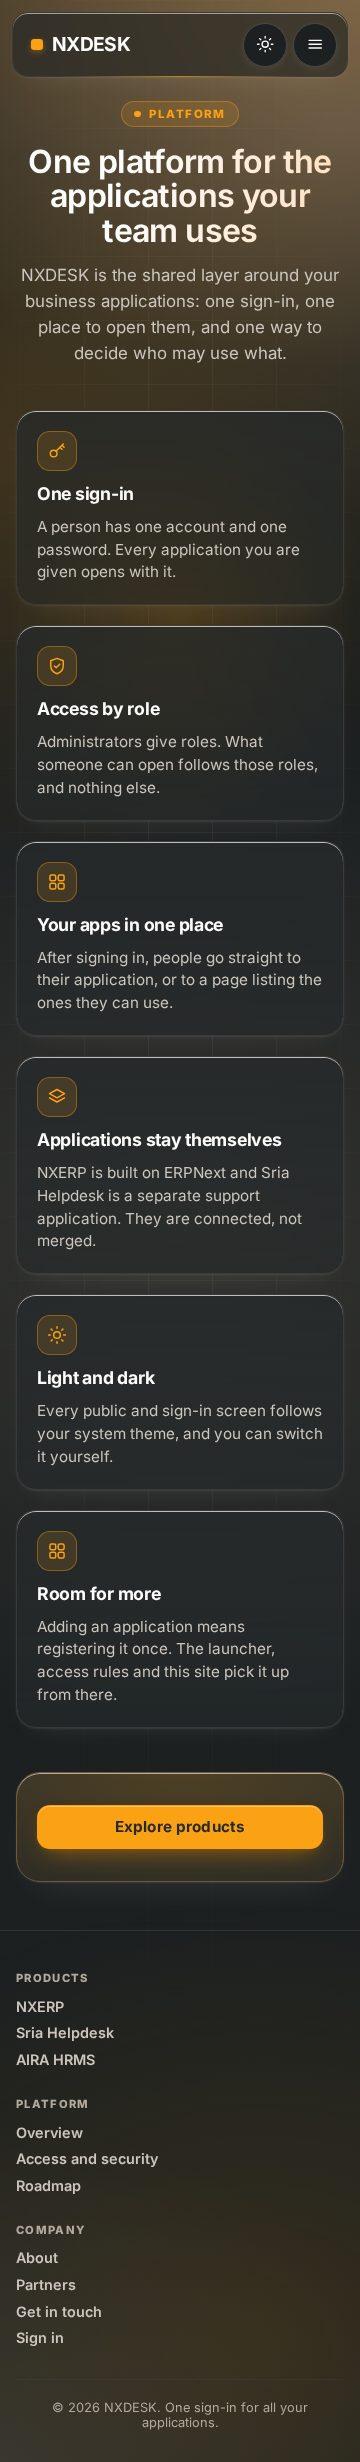 NXDESK
PLATFORM
One platform for the
applications your
team uses
NXDESK is the shared layer around your
business applications: one sign-in, one
place to open them, and one way to
decide who may use what.
One sign-in
A person has one account and one
password. Every application you are
given opens with it.
Access by role
Administrators give roles. What
someone can open follows those roles,
and nothing else.
Your apps in one place
After signing in, people go straight to
their application, or to a page listing the
ones they can use.
Applications stay themselves
NXERP is built on ERPNext and Sria
Helpdesk is a separate support
application. They are connected, not
merged.
Light and dark
Every public and sign-in screen follows
your system theme, and you can switch
it yourself.
Room for more
Adding an application means
registering it once. The launcher,
access rules and this site pick it up
from there.
Explore products
PRODUCTS
NXERP
Sria Helpdesk
AIRA HRMS
PLATFORM
Overview
Access and security
Roadmap
COMPANY
About
Partners
Get in touch
Sign in
© 2026 NXDESK. One sign-in for all your
applications.